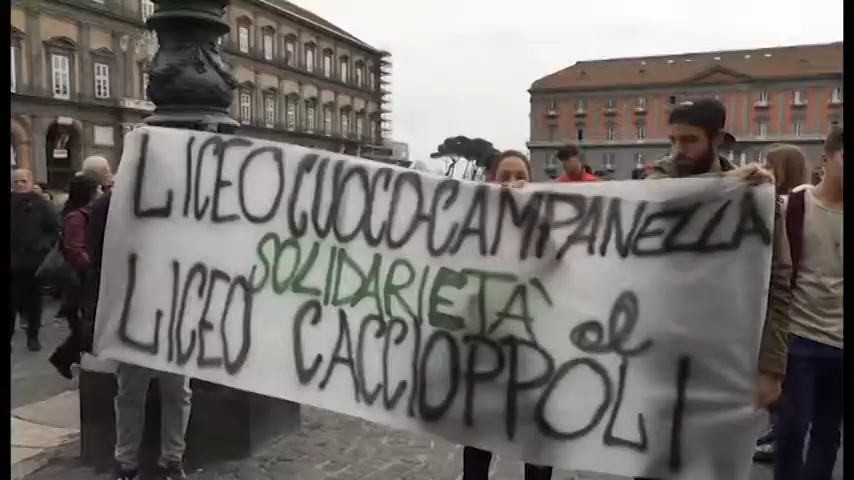 LICEO CUOCO-CAMPANELLA
SOLIDARIETÀ al
LICEO CACCIOPPOLI